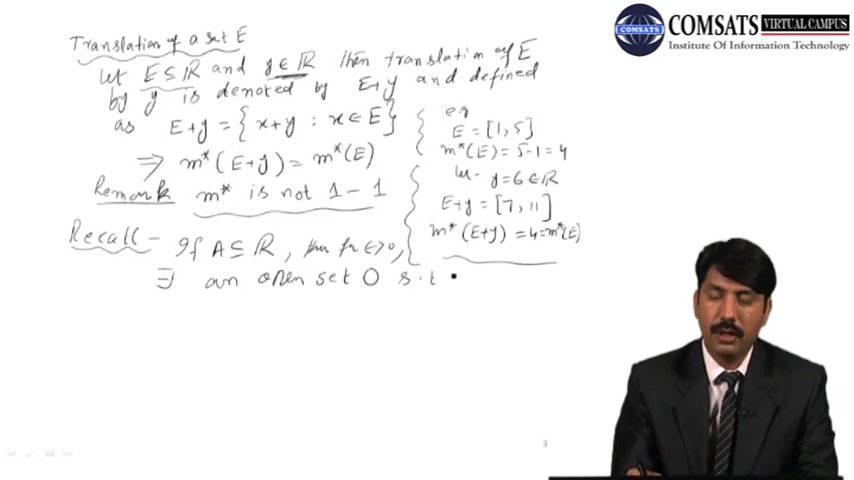 COMSATS VIRTUAL CAMPUS
Institute Of Information Technology
Translation of a set E
Let E ⊆ ℝ and y ∈ ℝ then translation of E
by y is denoted by E+y and defined
as E+y = {x+y : x ∈ E}
⇒ m*(E+y) = m*(E)
Remark m* is not 1-1
e.g
E = [1, 5]
m*(E) = 5-1 = 4
let y = 6 ∈ ℝ
E+y = [7, 11]
m*(E+y) = 4 = m*(E)
Recall - If A ⊆ ℝ, then for ∈>0,
∃ an open set O s.t
3